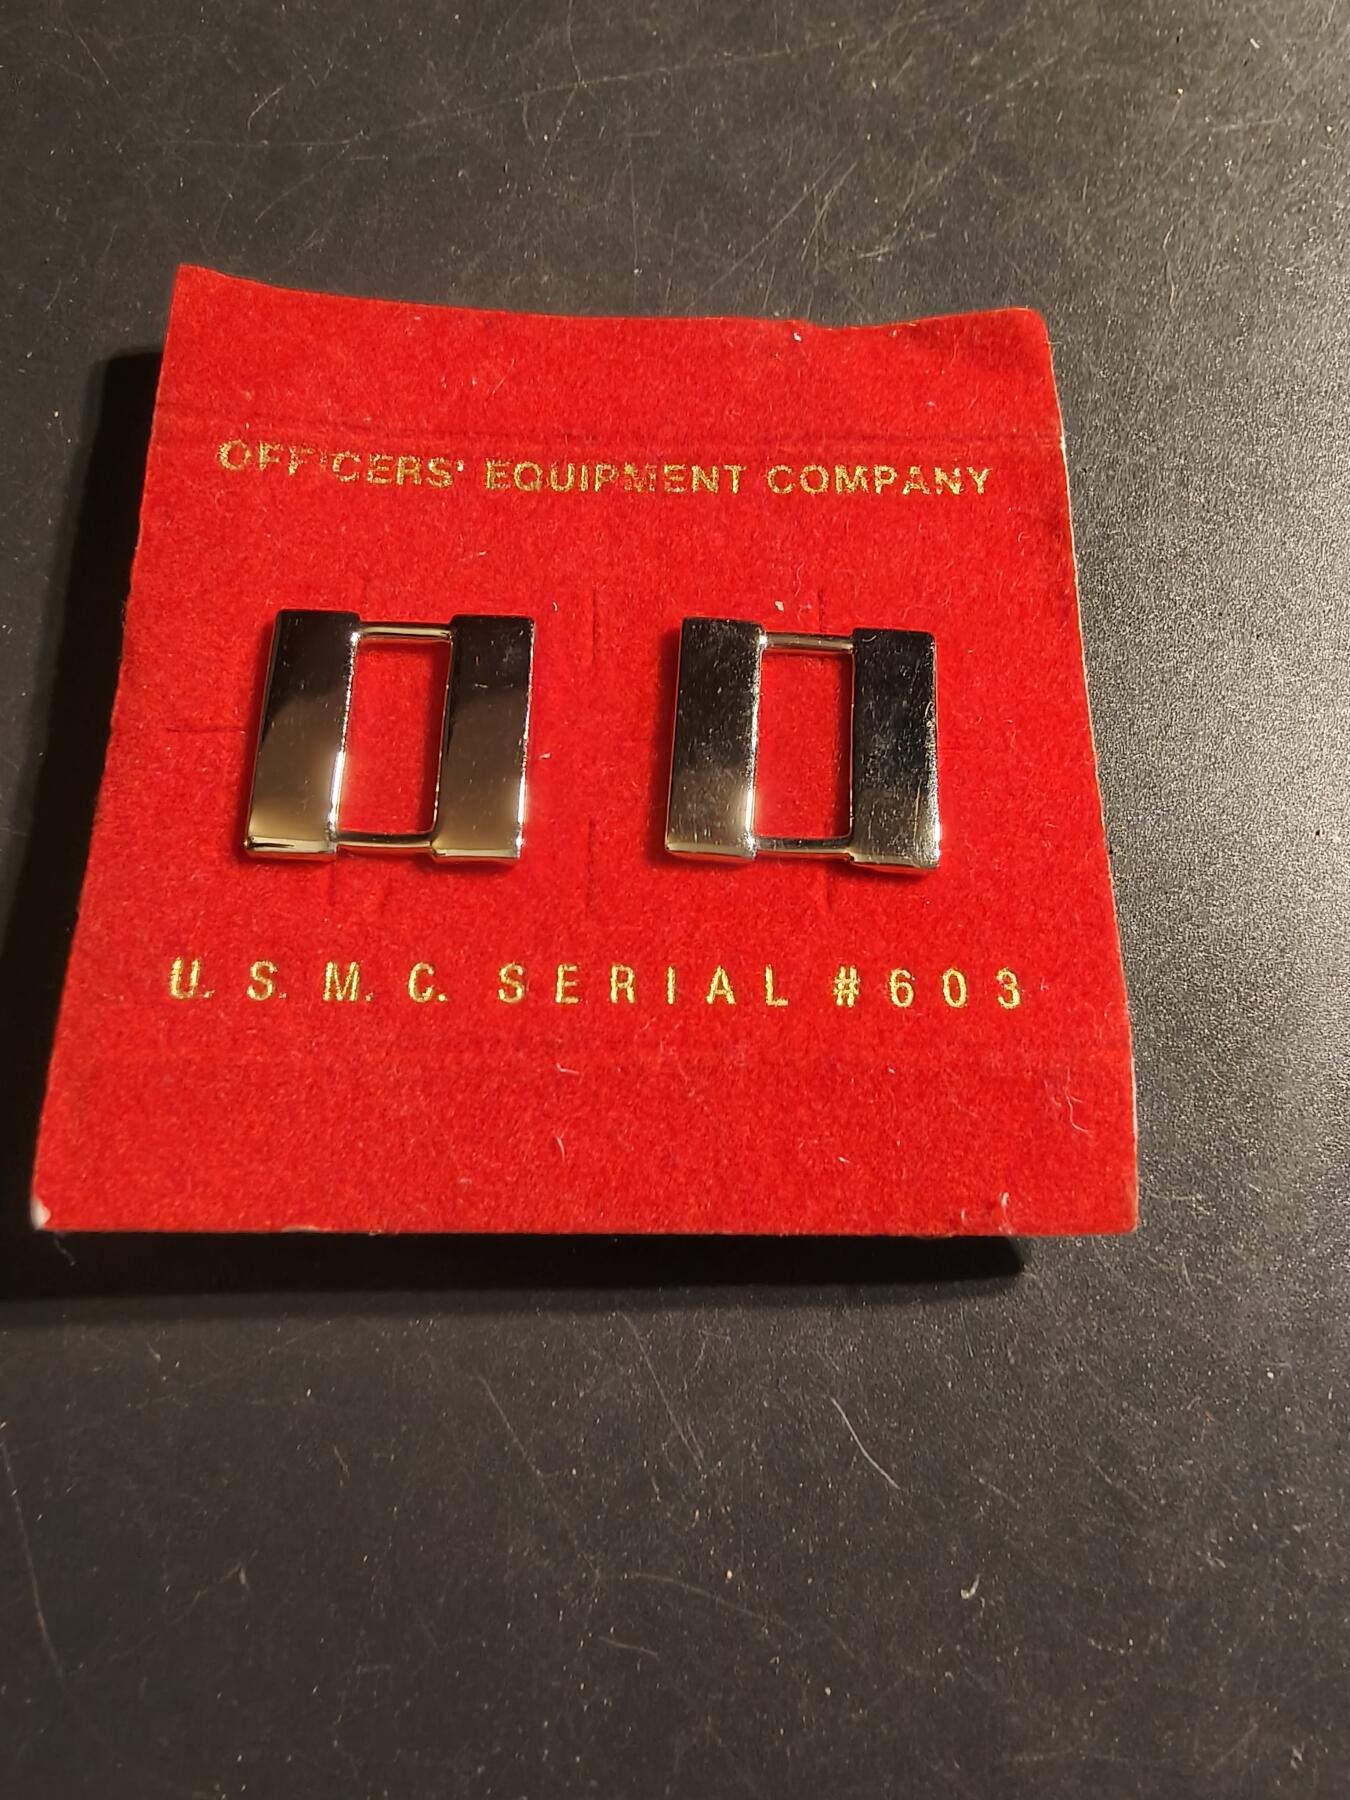 OFFICERS' EQUIPMENT COMPANY
U. S. M. C. SERIAL #603